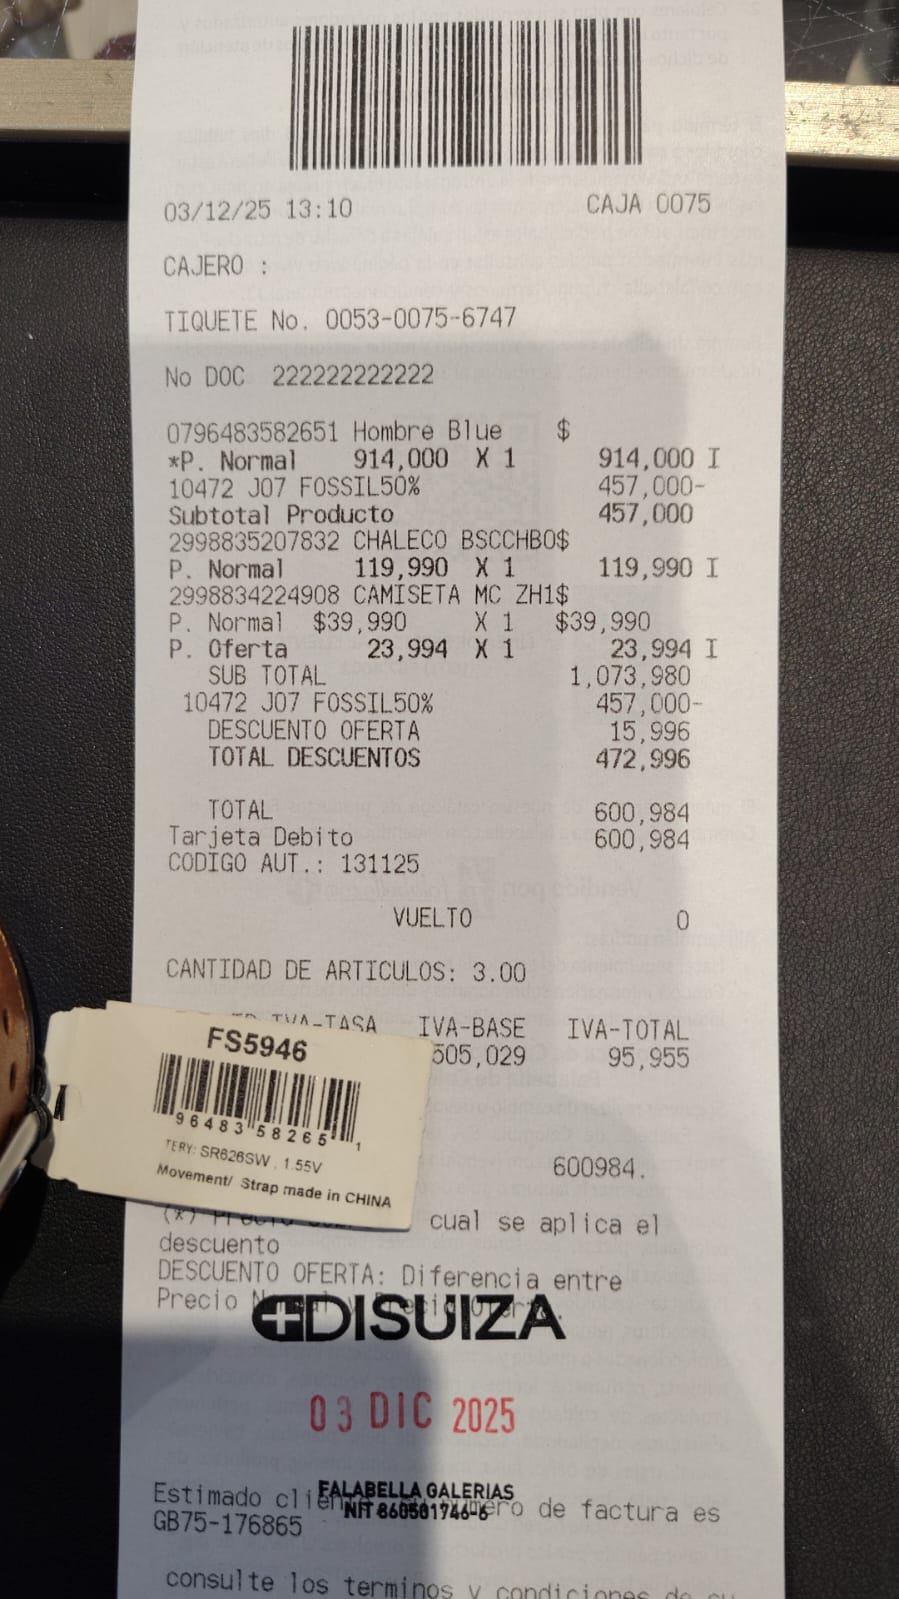 03/12/25 13:10 CAJA 0075
CAJERO :
TIQUETE No. 0053-0075-6747
No DOC 222222222222
0796483582651 Hombre Blue $
*P. Normal 914,000 X 1 914,000 I
10472 J07 FOSSIL50% 457,000-
Subtotal Producto 457,000
2998835207832 CHALECO BSCCHBO$
P. Normal 119,990 X 1 119,990 I
2998834224908 CAMISETA MC ZH1$
P. Normal $39,990 X 1 $39,990
P. Oferta 23,994 X 1 23,994 I
SUB TOTAL 1,073,980
10472 J07 FOSSIL50% 457,000-
DESCUENTO OFERTA 15,996
TOTAL DESCUENTOS 472,996
TOTAL 600,984
Tarjeta Debito 600,984
CODIGO AUT.: 131125
VUELTO 0
CANTIDAD DE ARTICULOS: 3.00
IVA-TASA IVA-BASE IVA-TOTAL
505,029 95,955
FS5946
96483 58265 1
TERY: SR626SW . 1.55V
Movement/ Strap made in CHINA
600984.
(*) cual se aplica el
descuento
DESCUENTO OFERTA: Diferencia entre
Precio Normal y Precio Oferta.
DISUIZA
03 DIC 2025
FALABELLA GALERIAS
NIT 860501746-6
Estimado cliente numero de factura es
GB75-176865
consulte los terminos y condiciones de su